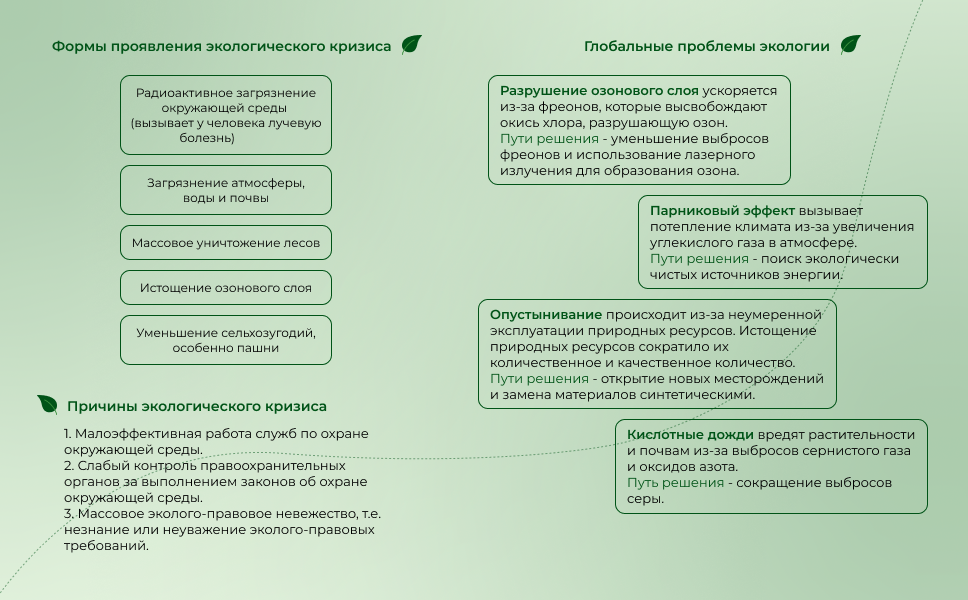 Формы проявления экологического кризиса
Радиоактивное загрязнение
окружающей среды
(вызывает у человека лучевую
болезнь)
Загрязнение атмосферы,
воды и почвы
Массовое уничтожение лесов
Истощение озонового слоя
Уменьшение сельхозугодий,
особенно пашни
Причины экологического кризиса
1. Малоэффективная работа служб по охране
окружающей среды.
2. Слабый контроль правоохранительных
органов за выполнением законов об охране
окружающей среды.
3. Массовое эколого-правовое невежество, т.е.
незнание или неуважение эколого-правовых
требований.
Глобальные проблемы экологии
Разрушение озонового слоя ускоряется
из-за фреонов, которые высвобождают
окись хлора, разрушающую озон.
Пути решения - уменьшение выбросов
фреонов и использование лазерного
излучения для образования озона.
Парниковый эффект вызывает
потепление климата из-за увеличения
углекислого газа в атмосфере.
Пути решения - поиск экологически
чистых источников энергии.
Опустынивание происходит из-за неумеренной
эксплуатации природных ресурсов. Истощение
природных ресурсов сократило их
количественное и качественное количество.
Пути решения - открытие новых месторождений
и замена материалов синтетическими.
Кислотные дожди вредят растительности
и почвам из-за выбросов сернистого газа
и оксидов азота.
Путь решения - сокращение выбросов
серы.